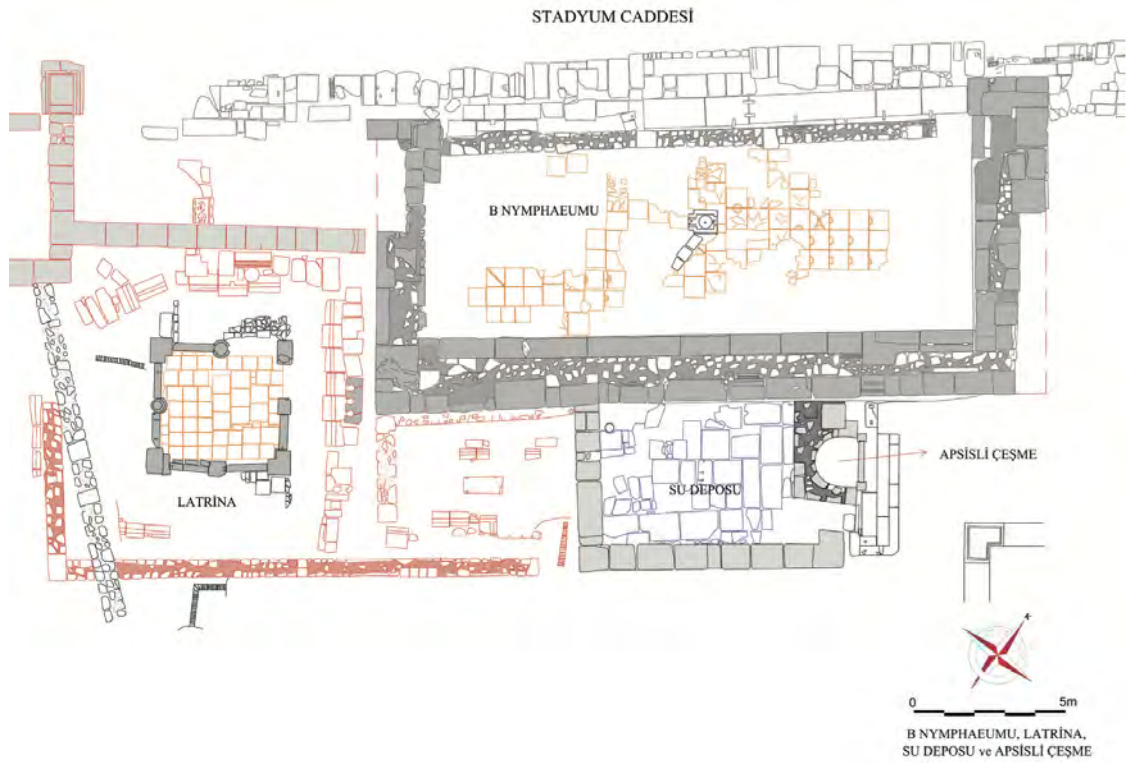 STADYUM CADDESİ
B NYMPHAEUMU
APSİSLİ ÇEŞME
SU DEPOSU
LATRİNA
0 5m
B NYMPHAEUMU, LATRİNA,
SU DEPOSU ve APSİSLİ ÇEŞME